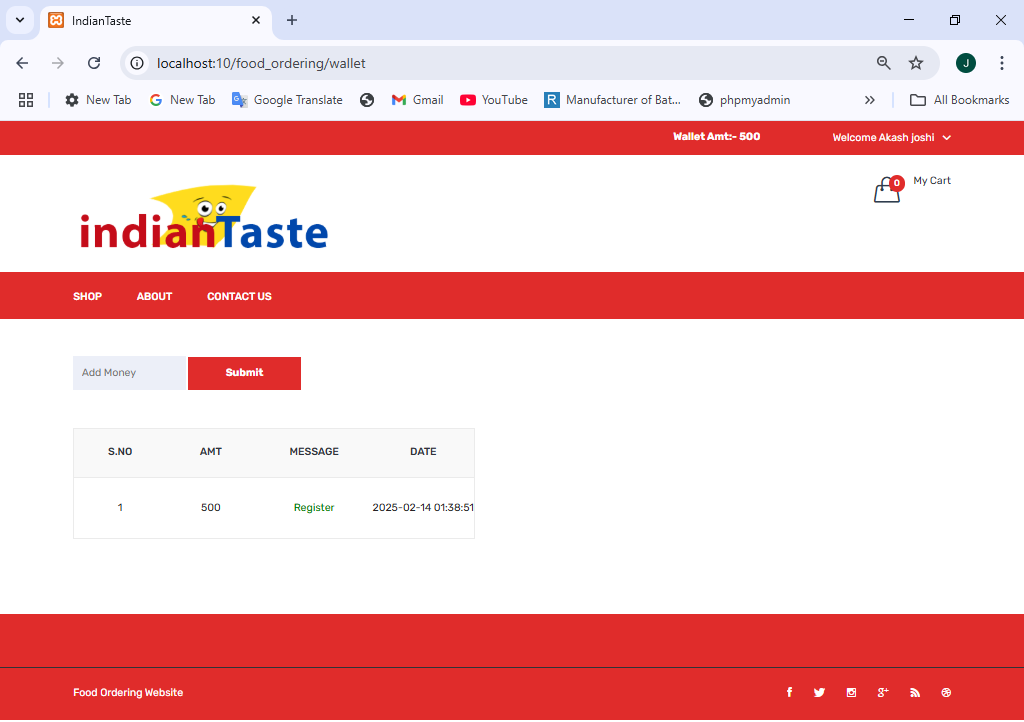 IndianTaste
localhost:10/food_ordering/wallet
J
New Tab
New Tab
Google Translate
Gmail
YouTube
R
Manufacturer of Bat...
phpmyadmin
All Bookmarks
Wallet Amt:- 500
Welcome Akash joshi
indianTaste
0
My Cart
SHOP ABOUT CONTACT US
Add Money
Submit
S.NO AMT MESSAGE DATE
1 500 Register 2025-02-14 01:38:51
Food Ordering Website